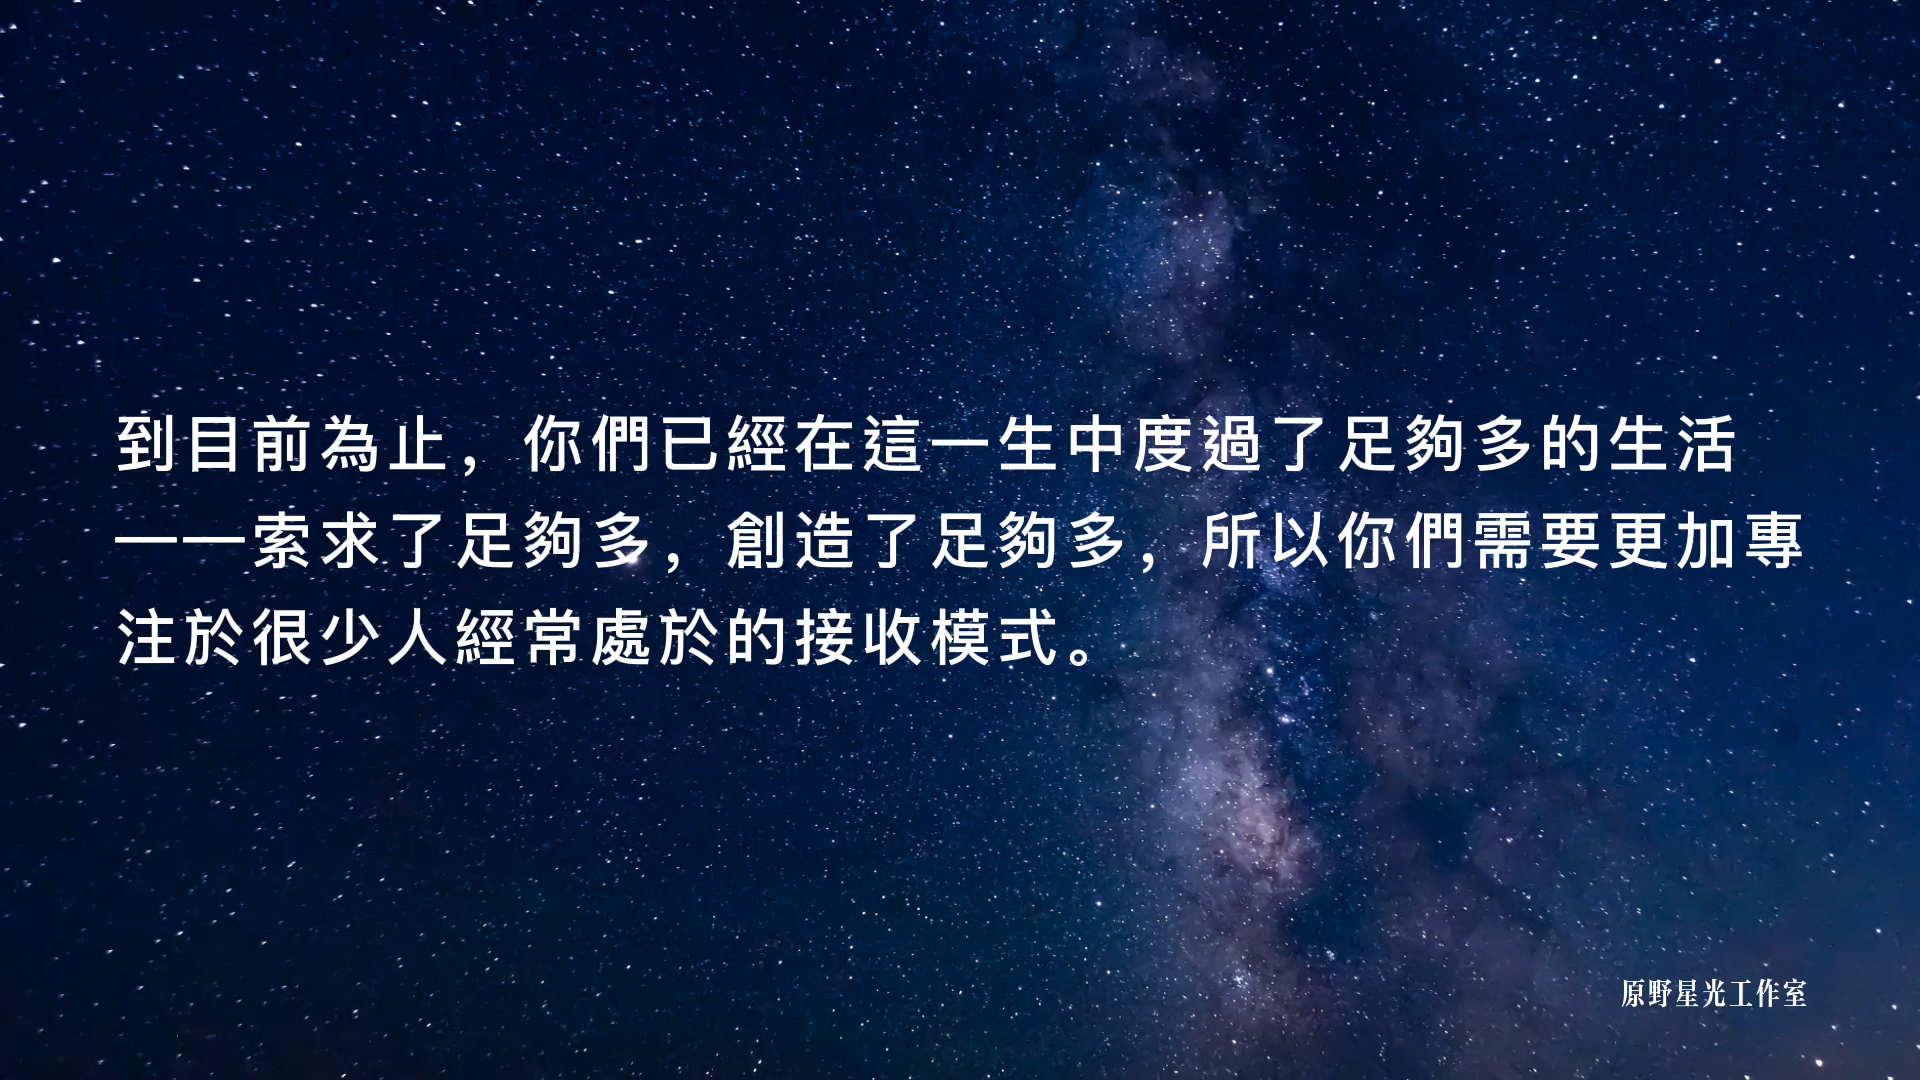 到目前為止，你們已經在這一生中度過了足夠多的生活
——索求了足夠多，創造了足夠多，所以你們需要更加專
注於很少人經常處於的接收模式。
原野星光工作室